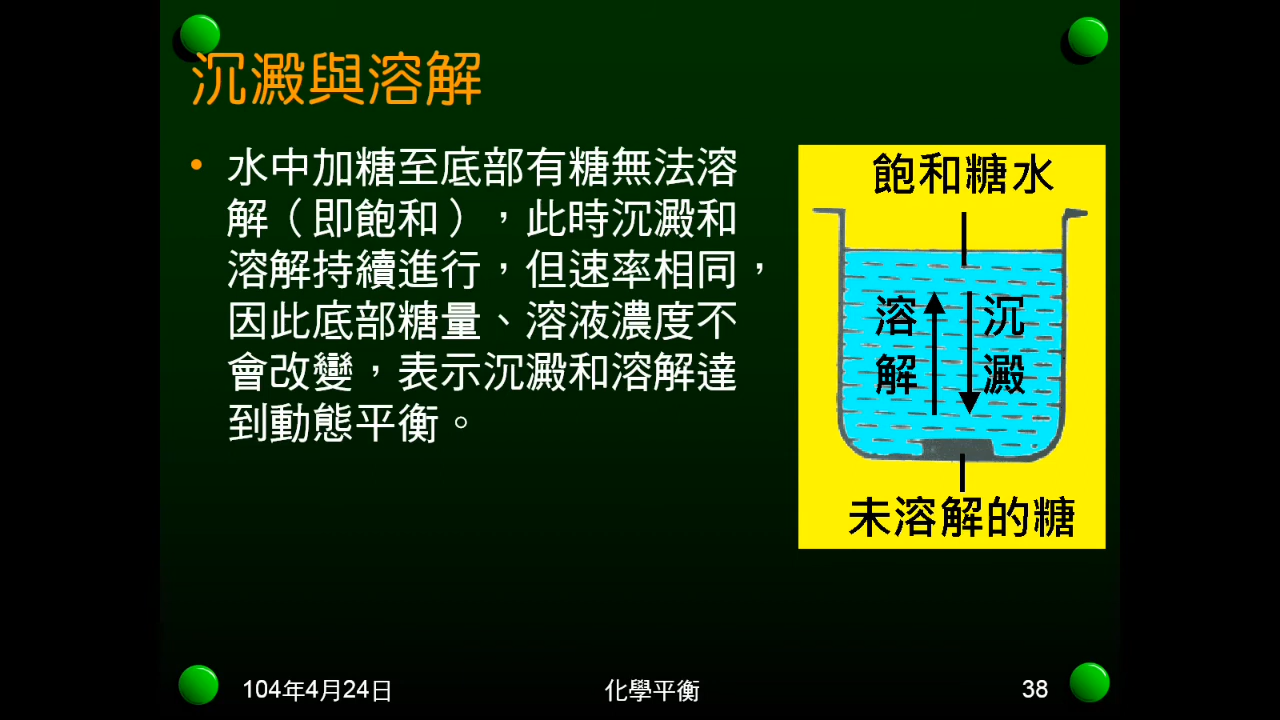 沉澱與溶解
• 水中加糖至底部有糖無法溶
解（即飽和），此時沉澱和
溶解持續進行，但速率相同，
因此底部糖量、溶液濃度不
會改變，表示沉澱和溶解達
到動態平衡。
飽和糖水
溶解
沉澱
未溶解的糖
104年4月24日
化學平衡
38